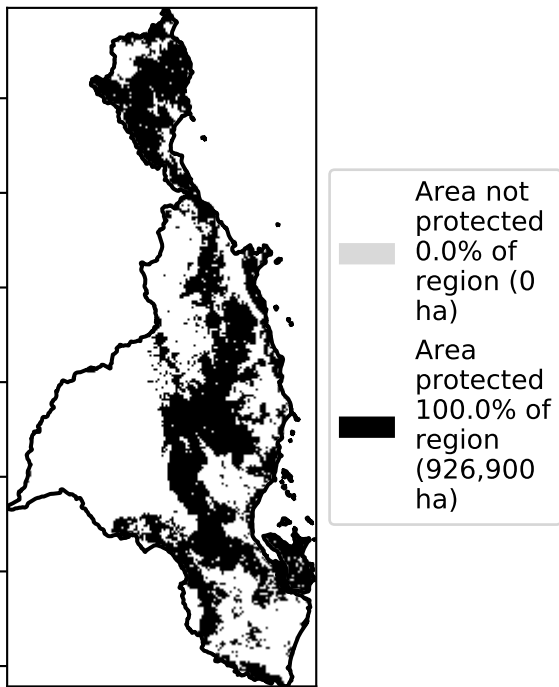 Area not
protected
0.0% of
region (0
ha)
Area
protected
100.0% of
region
(926,900
ha)